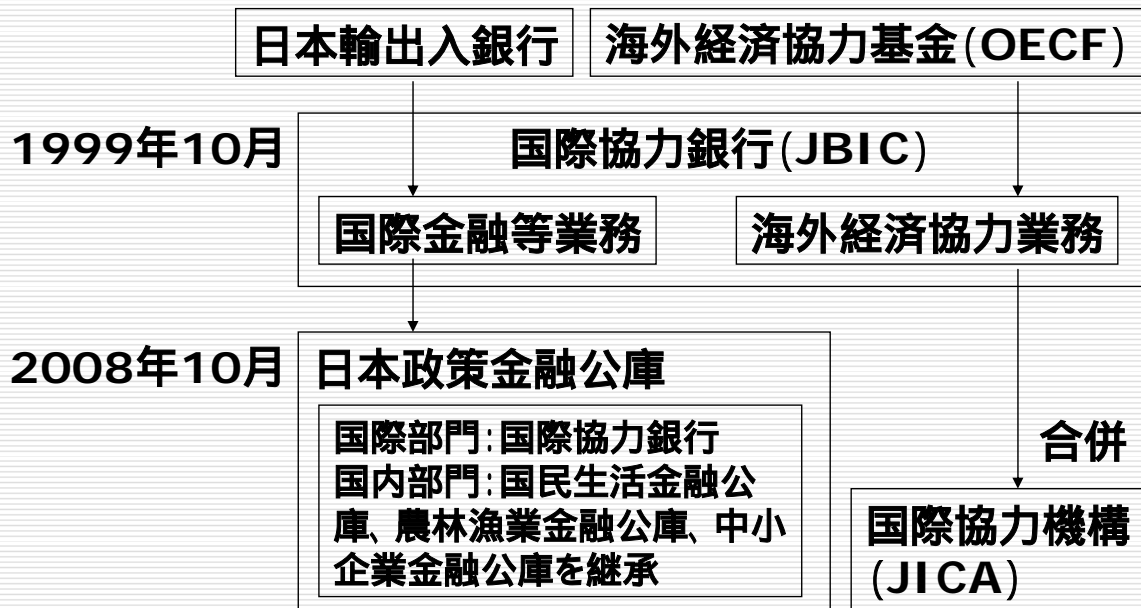 日本輸出入銀行
海外経済協力基金(OECF)
1999年10月
国際協力銀行(JBIC)
国際金融等業務
海外経済協力業務
2008年10月
日本政策金融公庫
国際部門:国際協力銀行
国内部門:国民生活金融公
庫、農林漁業金融公庫、中小
企業金融公庫を継承
合併
国際協力機構
(JICA)